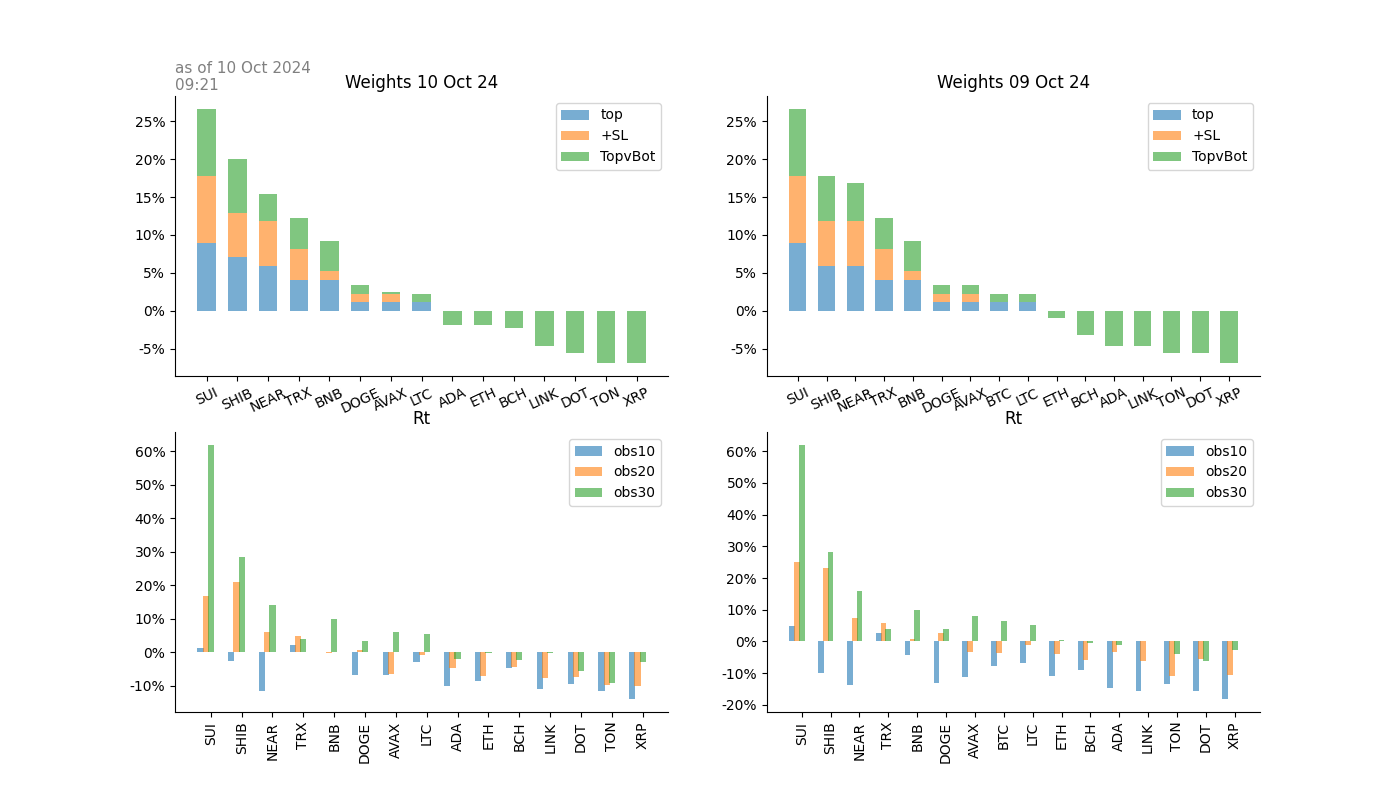 as of 10 Oct 2024
09:21
Weights 10 Oct 24
25%
20%
15%
10%
5%
0%
-5%
top
+SL
TopvBot
SUI SHIB NEAR TRX BNB DOGE AVAX LTC ADA ETH BCH LINK DOT TON XRP
Weights 09 Oct 24
25%
20%
15%
10%
5%
0%
-5%
top
+SL
TopvBot
SUI SHIB NEAR TRX BNB DOGE AVAX BTC LTC ETH BCH ADA LINK TON DOT XRP
Rt
60%
50%
40%
30%
20%
10%
0%
-10%
obs10
obs20
obs30
SUI SHIB NEAR TRX BNB DOGE AVAX LTC ADA ETH BCH LINK DOT TON XRP
Rt
60%
50%
40%
30%
20%
10%
0%
-10%
-20%
obs10
obs20
obs30
SUI SHIB NEAR TRX BNB DOGE AVAX BTC LTC ETH BCH ADA LINK TON DOT XRP